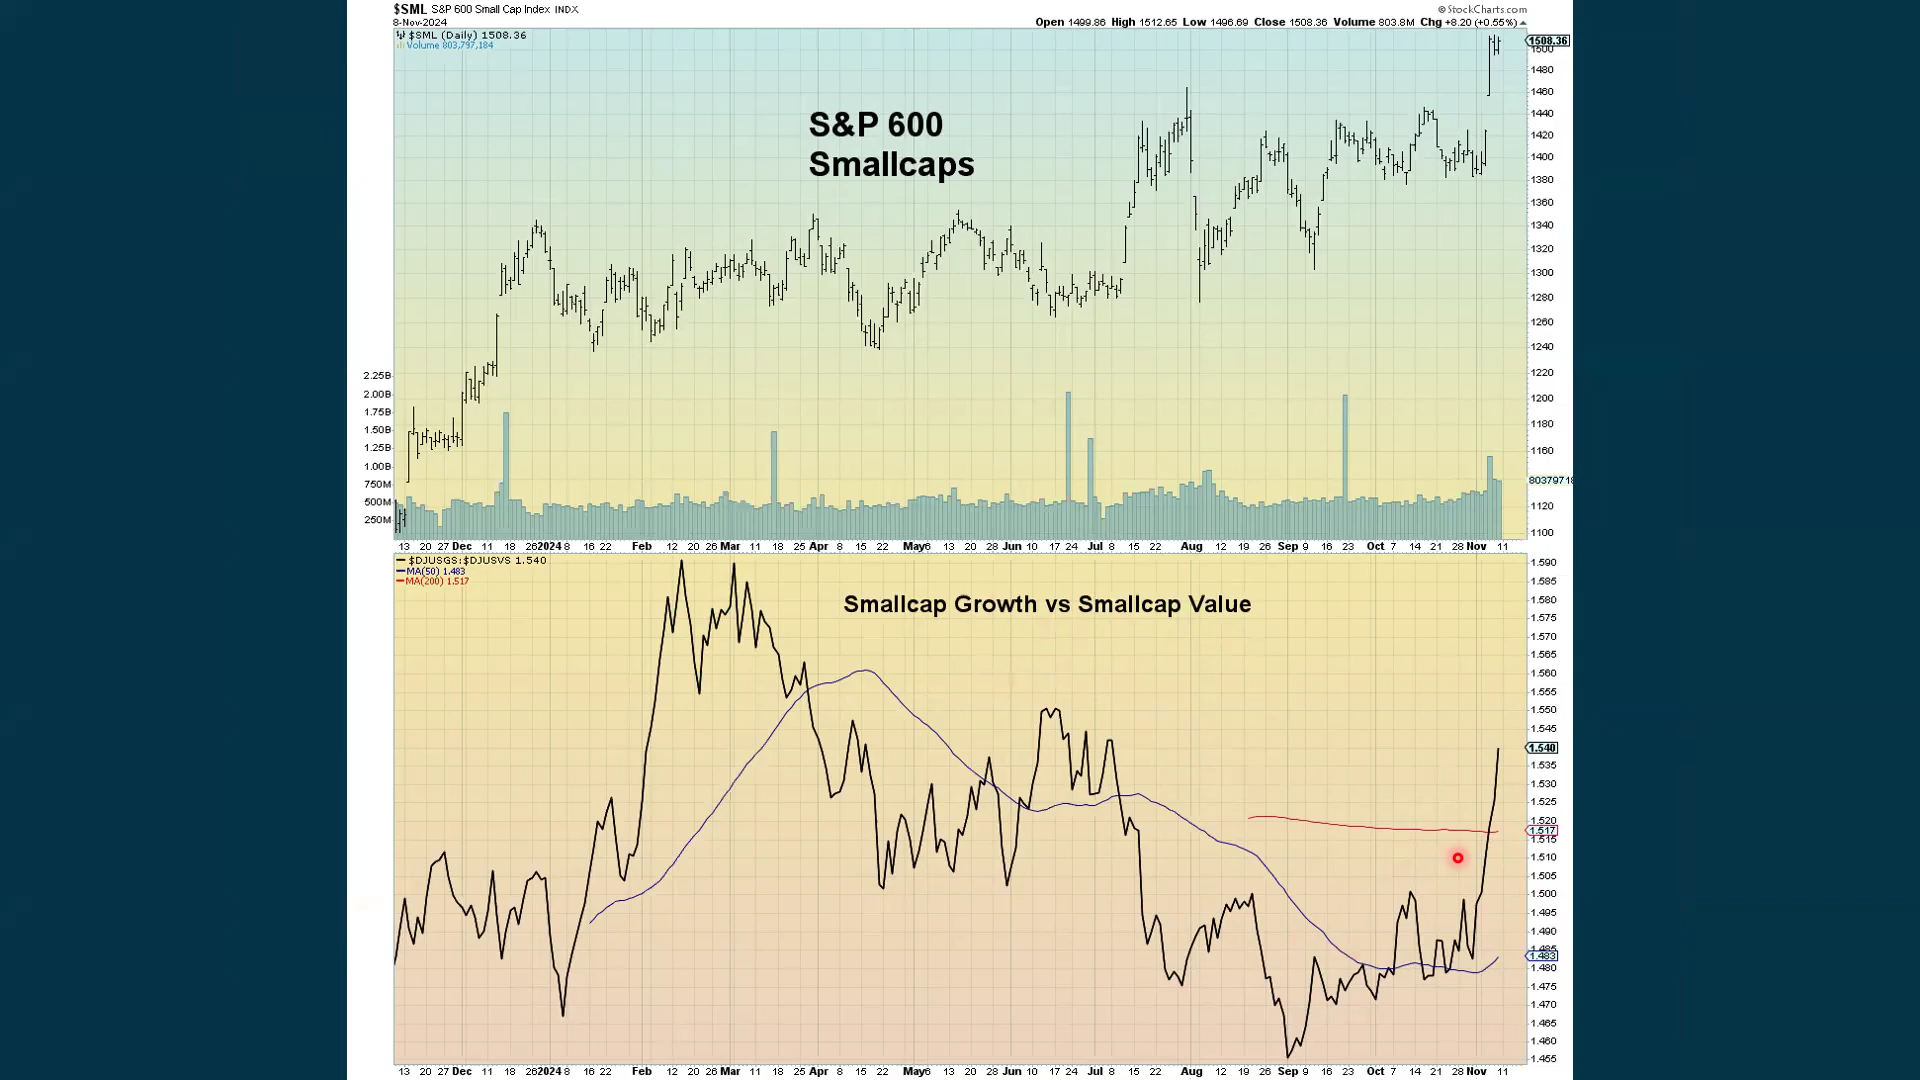 $SML S&P 600 Small Cap Index INDX
© StockCharts.com
8-Nov-2024
Open 1499.86 High 1512.65 Low 1496.69 Close 1508.36 Volume 803.8M Chg +8.20 (+0.55%)
$SML (Daily) 1508.36
Volume 803,797,184
S&P 600
Smallcaps
1508.36
1500
1480
1460
1440
1420
1400
1380
1360
1340
1320
1300
1280
1260
1240
1220
1200
1180
1160
80379718
1120
1100
2.25B
2.00B
1.75B
1.50B
1.25B
1.00B
750M
500M
250M
13 20 27 Dec 11 18 26 2024 8 16 22 Feb 12 20 26 Mar 11 18 25 Apr 8 15 22 May 6 13 20 28 Jun 10 17 24 Jul 8 15 22 Aug 12 19 26 Sep 9 16 23 Oct 7 14 21 28 Nov 11
$DJUSGS:$DJUSVS 1.540
MA(50) 1.483
MA(200) 1.517
Smallcap Growth vs Smallcap Value
1.590
1.585
1.580
1.575
1.570
1.565
1.560
1.555
1.550
1.545
1.540
1.535
1.530
1.525
1.520
1.517
1.515
1.510
1.505
1.500
1.495
1.490
1.485
1.483
1.480
1.475
1.470
1.465
1.460
1.455
13 20 27 Dec 11 18 26 2024 8 16 22 Feb 12 20 26 Mar 11 18 25 Apr 8 15 22 May 6 13 20 28 Jun 10 17 24 Jul 8 15 22 Aug 12 19 26 Sep 9 16 23 Oct 7 14 21 28 Nov 11